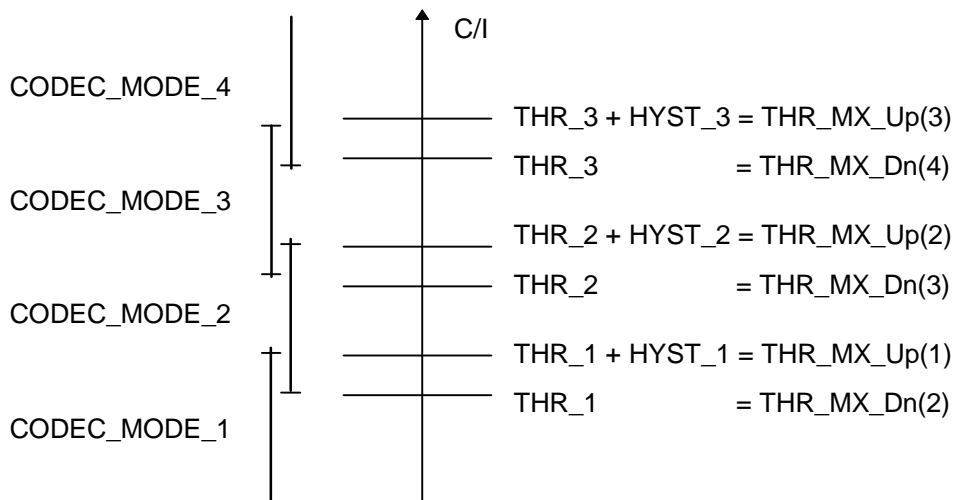 C/I
CODEC_MODE_4
THR_3 + HYST_3 = THR_MX_Up(3)
THR_3 = THR_MX_Dn(4)
CODEC_MODE_3
THR_2 + HYST_2 = THR_MX_Up(2)
THR_2 = THR_MX_Dn(3)
CODEC_MODE_2
THR_1 + HYST_1 = THR_MX_Up(1)
THR_1 = THR_MX_Dn(2)
CODEC_MODE_1